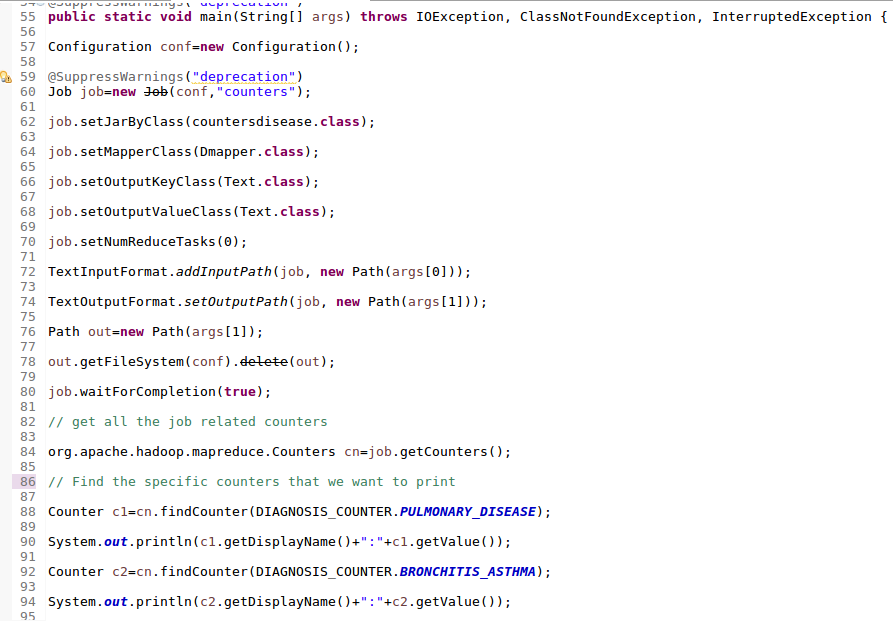 54 @SuppressWarnings("deprecation")
55 public static void main(String[] args) throws IOException, ClassNotFoundException, InterruptedException {
56
57 Configuration conf=new Configuration();
58
59 @SuppressWarnings("deprecation")
60 Job job=new Job(conf,"counters");
61
62 job.setJarByClass(countersdisease.class);
63
64 job.setMapperClass(Dmapper.class);
65
66 job.setOutputKeyClass(Text.class);
67
68 job.setOutputValueClass(Text.class);
69
70 job.setNumReduceTasks(0);
71
72 TextInputFormat.addInputPath(job, new Path(args[0]));
73
74 TextOutputFormat.setOutputPath(job, new Path(args[1]));
75
76 Path out=new Path(args[1]);
77
78 out.getFileSystem(conf).delete(out);
79
80 job.waitForCompletion(true);
81
82 // get all the job related counters
83
84 org.apache.hadoop.mapreduce.Counters cn=job.getCounters();
85
86 // Find the specific counters that we want to print
87
88 Counter c1=cn.findCounter(DIAGNOSIS_COUNTER.PULMONARY_DISEASE);
89
90 System.out.println(c1.getDisplayName()+":"+c1.getValue());
91
92 Counter c2=cn.findCounter(DIAGNOSIS_COUNTER.BRONCHITIS_ASTHMA);
93
94 System.out.println(c2.getDisplayName()+":"+c2.getValue());
95